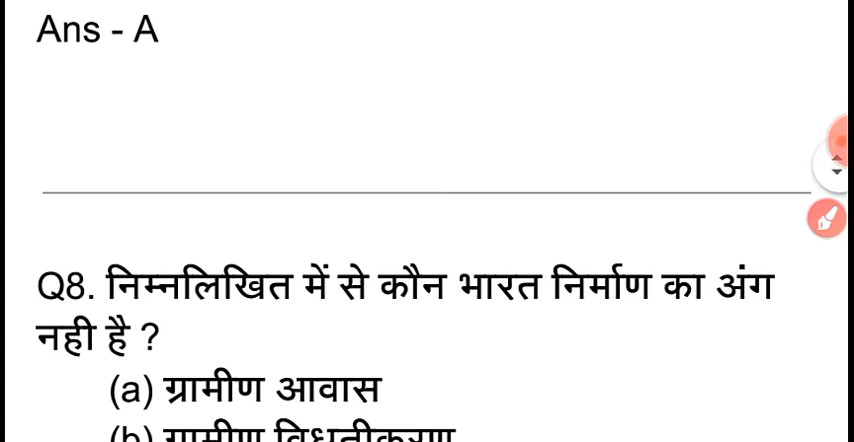 Ans - A
Q8. निम्नलिखित में से कौन भारत निर्माण का अंग
नही है ?
(a) ग्रामीण आवास
(b) ग्रामीण